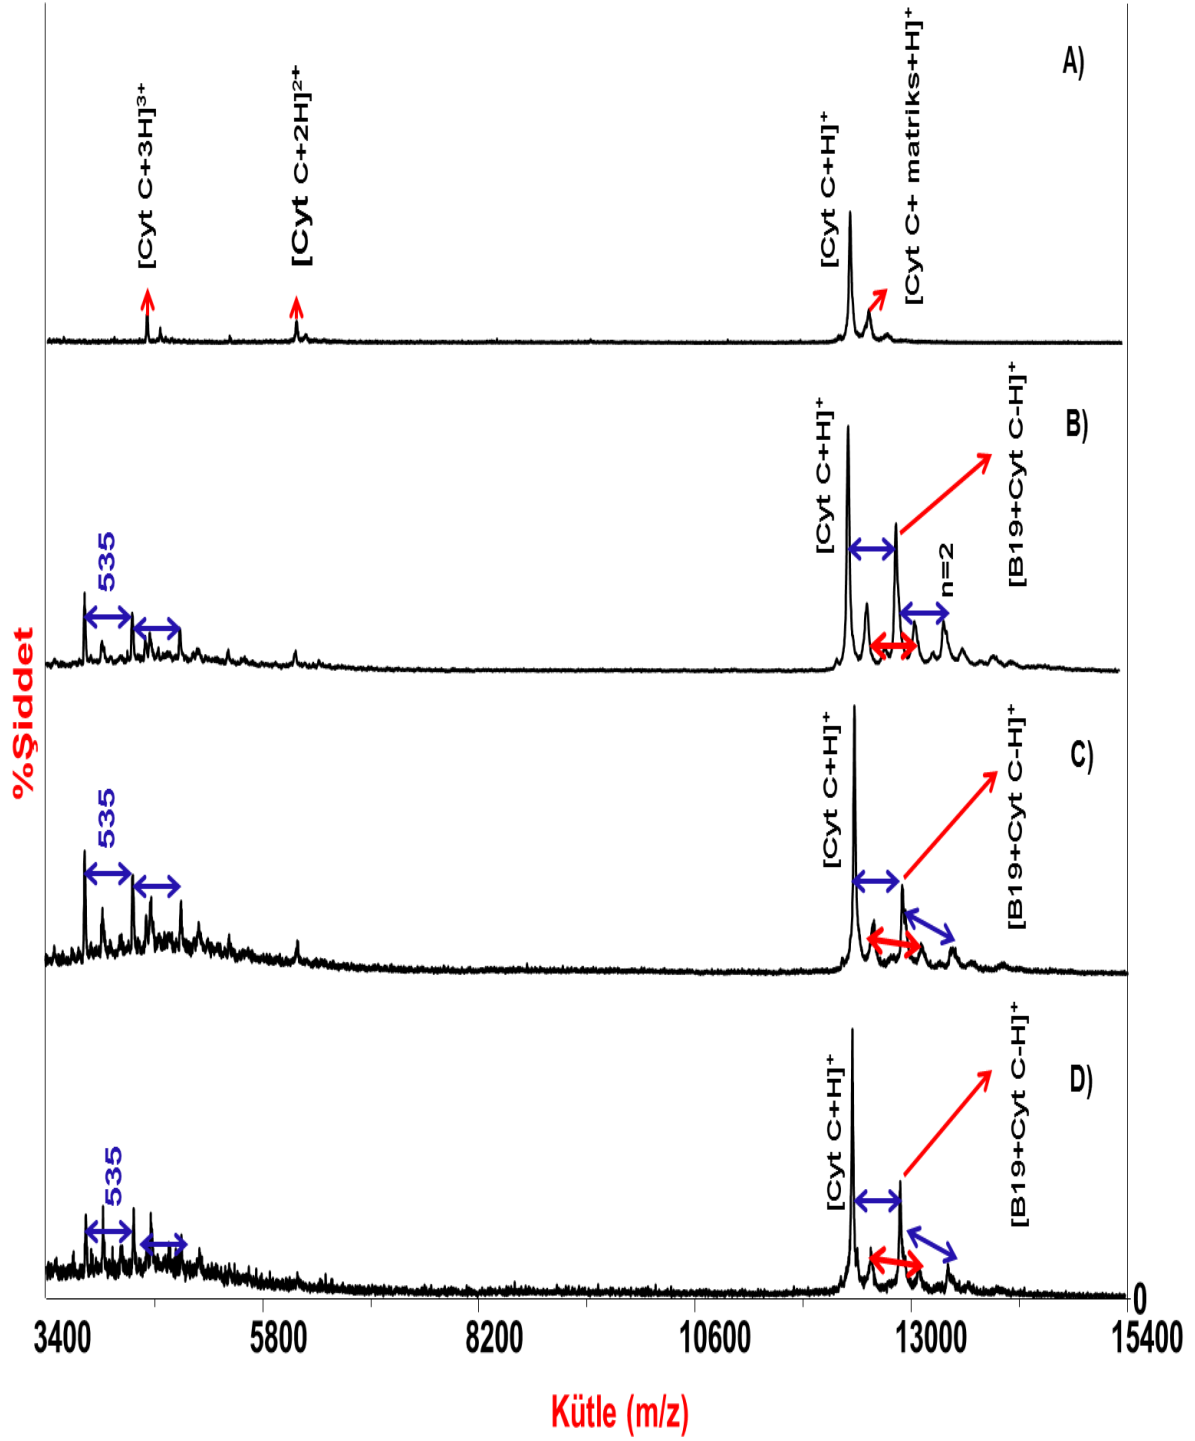 A)
[Cyt C+3H]³⁺
[Cyt C+2H]²⁺
[Cyt C+H]⁺
[Cyt C+ matriks+H]⁺
B)
535
[Cyt C+H]⁺
n=2
[B19+Cyt C-H]⁺
C)
535
[Cyt C+H]⁺
[B19+Cyt C-H]⁺
D)
535
[Cyt C+H]⁺
[B19+Cyt C-H]⁺
%Şiddet
0
3400 5800 8200 10600 13000 15400
Kütle (m/z)